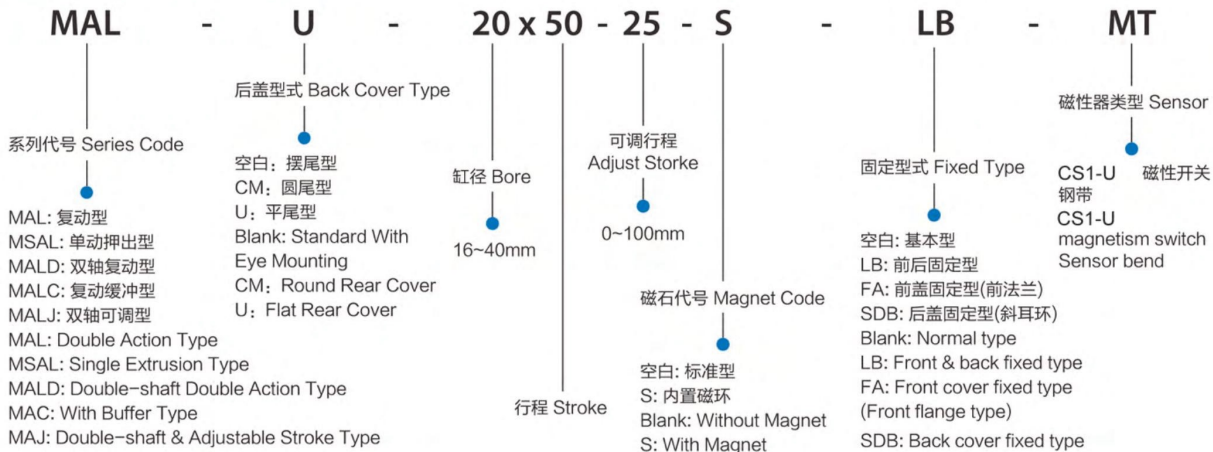 MAL - U - 20 x 50 - 25 - S - LB - MT
系列代号 Series Code
MAL: 复动型
MSAL: 单动押出型
MALD: 双轴复动型
MALC: 复动缓冲型
MALJ: 双轴可调型
MAL: Double Action Type
MSAL: Single Extrusion Type
MALD: Double-shaft Double Action Type
MAC: With Buffer Type
MAJ: Double-shaft & Adjustable Stroke Type
后盖型式 Back Cover Type
空白：摆尾型
CM：圆尾型
U：平尾型
Blank: Standard With
Eye Mounting
CM：Round Rear Cover
U：Flat Rear Cover
缸径 Bore
16~40mm
行程 Stroke
可调行程
Adjust Storke
0~100mm
磁石代号 Magnet Code
空白: 标准型
S: 内置磁环
Blank: Without Magnet
S: With Magnet
固定型式 Fixed Type
空白: 基本型
LB: 前后固定型
FA: 前盖固定型(前法兰)
SDB: 后盖固定型(斜耳环)
Blank: Normal type
LB: Front & back fixed type
FA: Front cover fixed type
(Front flange type)
SDB: Back cover fixed type
磁性器类型 Sensor
CS1-U 磁性开关
钢带
CS1-U
magnetism switch
Sensor bend